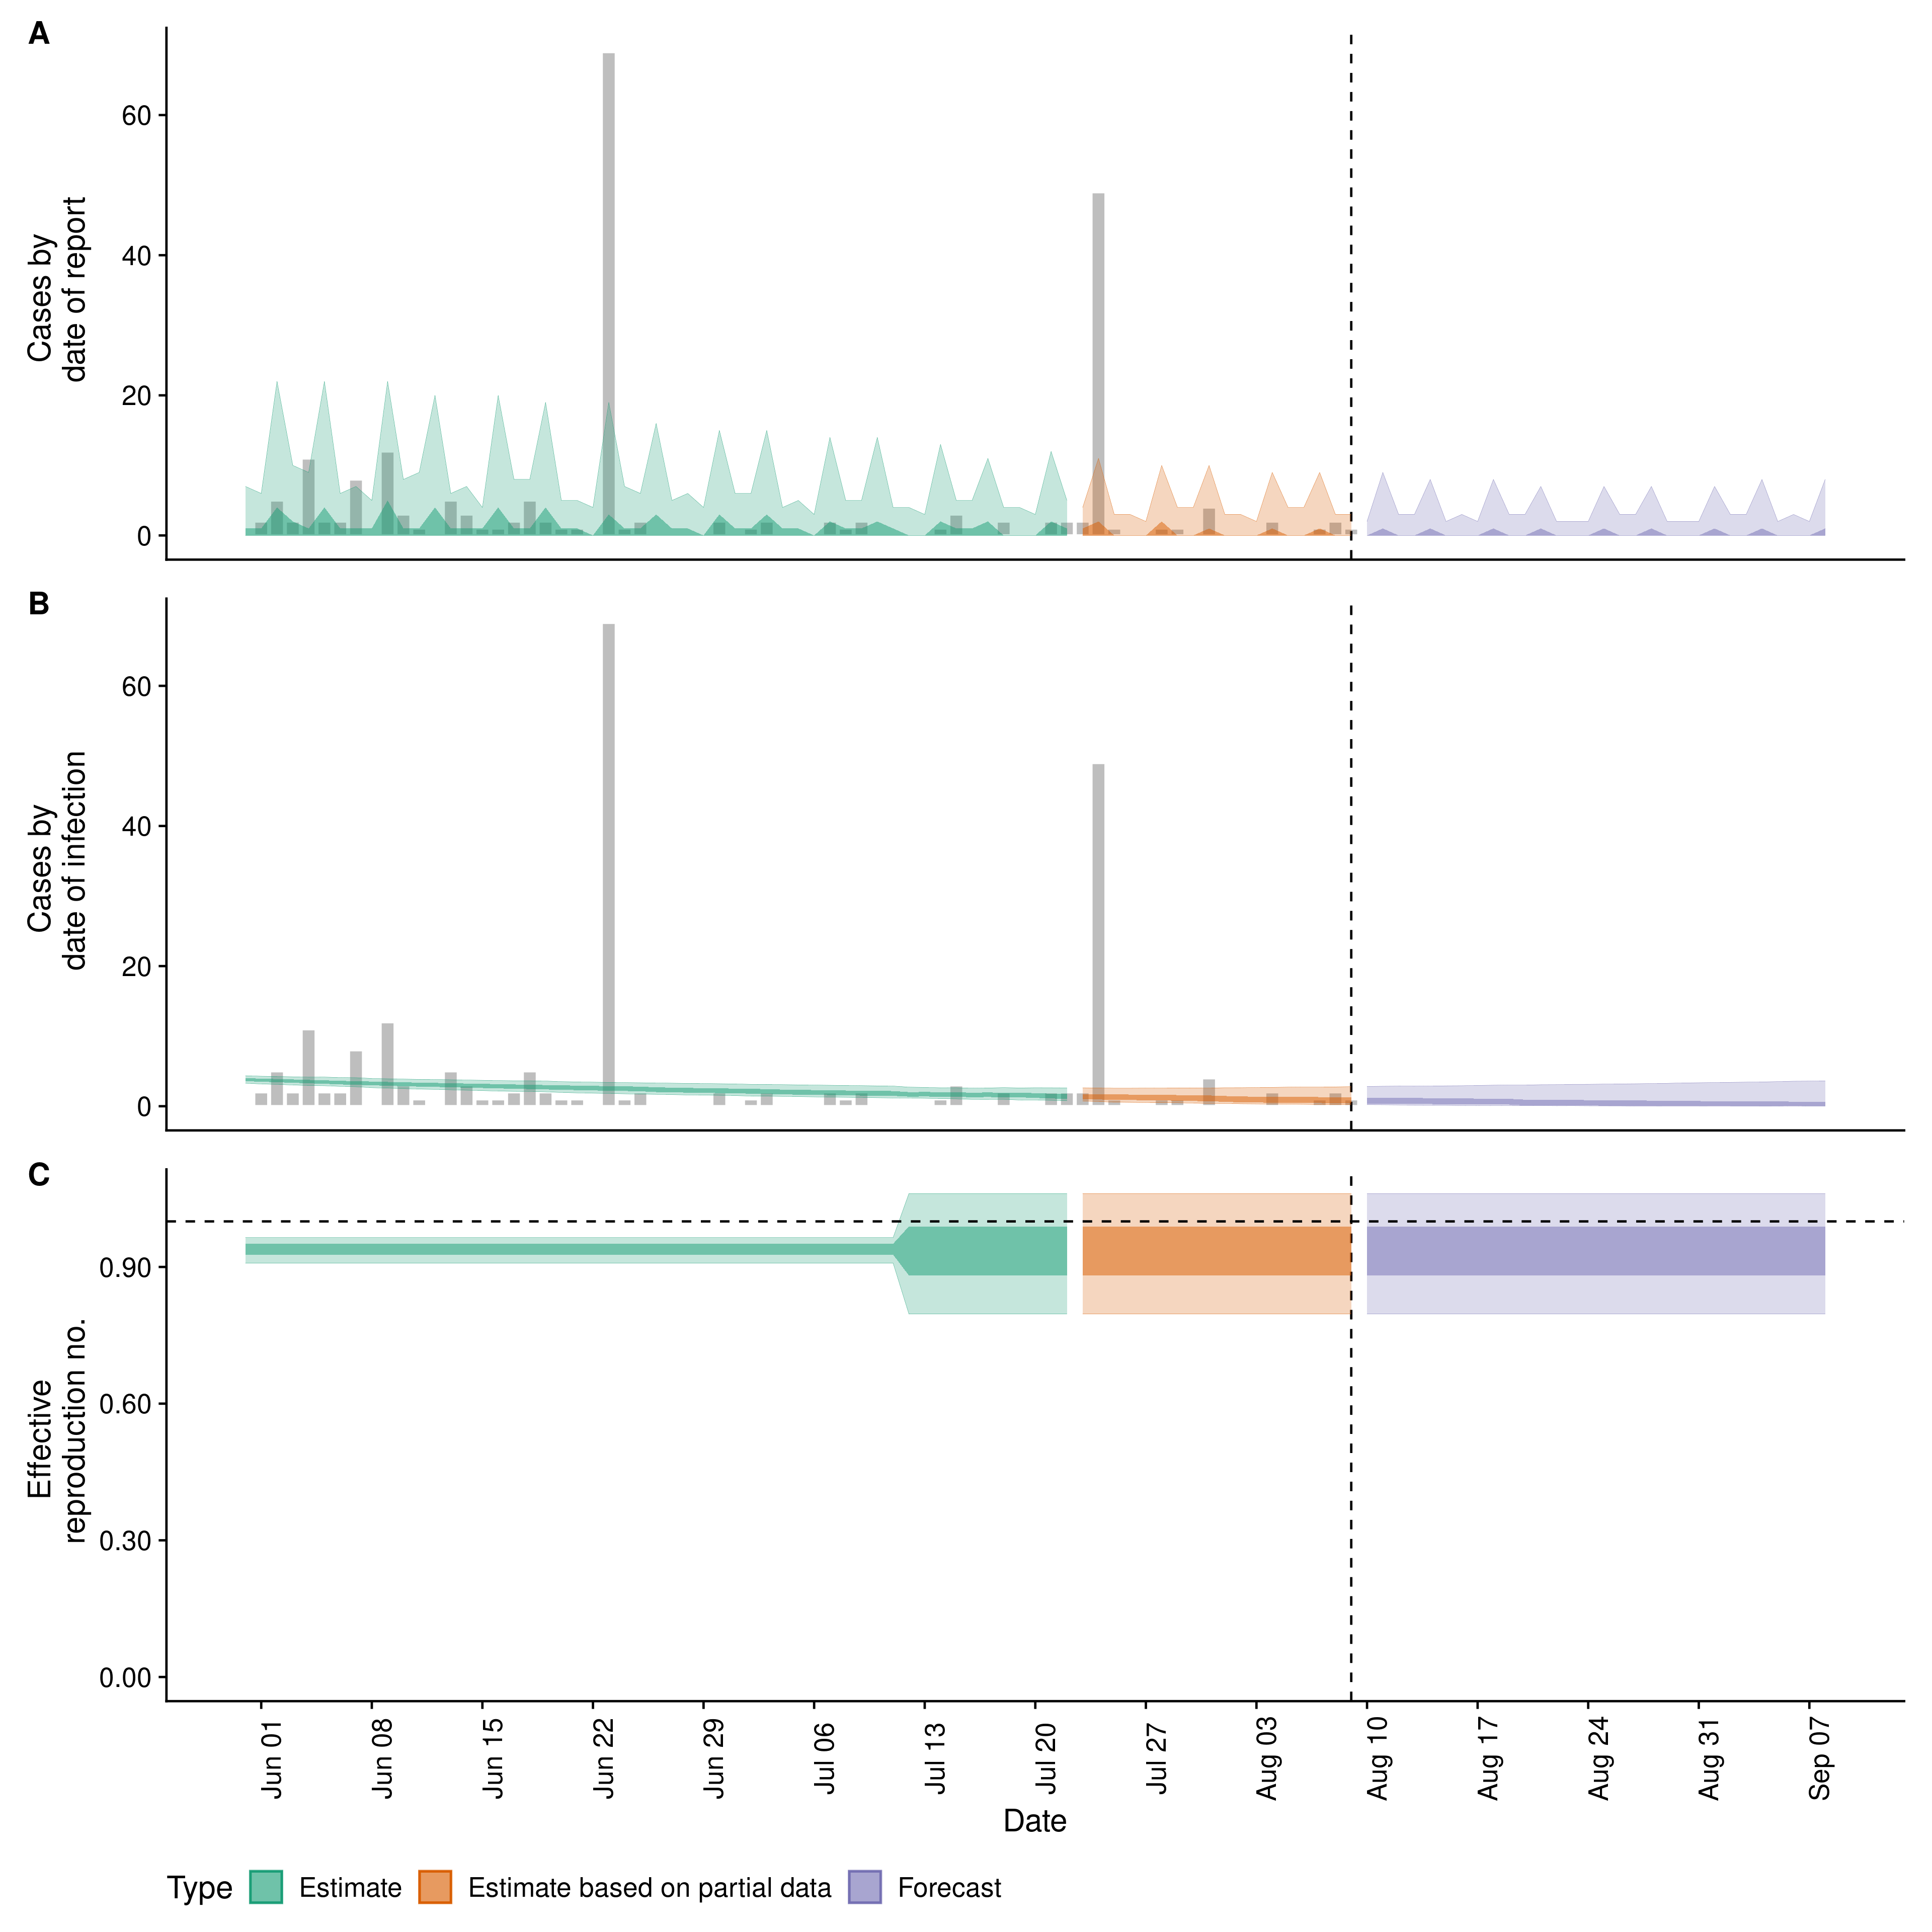 A
Cases by
date of report
60
40
20
0
B
Cases by
date of infection
60
40
20
0
C
Effective
reproduction no.
0.90
0.60
0.30
0.00
Jun 01
Jun 08
Jun 15
Jun 22
Jun 29
Jul 06
Jul 13
Jul 20
Jul 27
Aug 03
Aug 10
Aug 17
Aug 24
Aug 31
Sep 07
Date
Type Estimate Estimate based on partial data Forecast